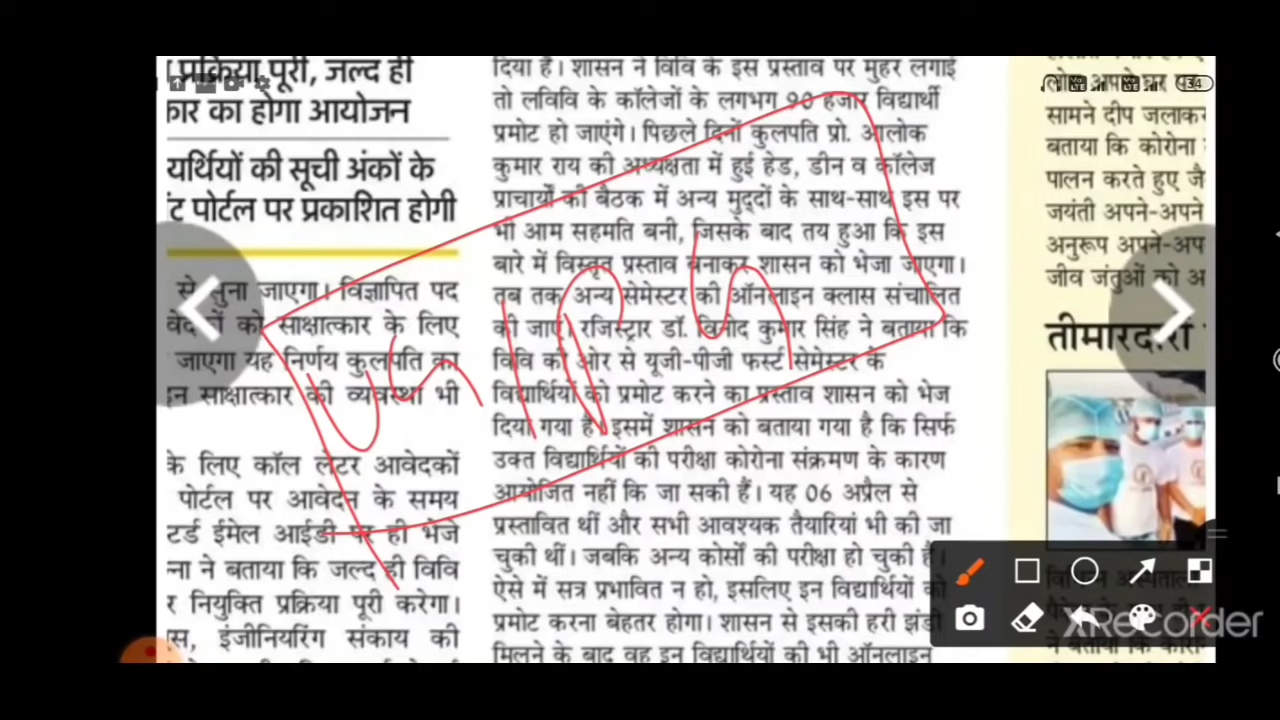 प्रक्रिया पूरी, जल्द ही
कार का होगा आयोजन
यर्थियों की सूची अंकों के
ंट पोर्टल पर प्रकाशित होगी
से सुना जाएगा। विज्ञापित पद
को साक्षात्कार के लिए
जाएगा यह निर्णय कुलपति का
साक्षात्कार की व्यवस्था भी
के लिए कॉल लेटर आवेदकों
पोर्टल पर आवेदन के समय
टर्ड ईमेल आईडी पर ही भेजे
न्ना ने बताया कि जल्द ही विवि
र नियुक्ति प्रक्रिया पूरी करेगा।
स, इंजीनियरिंग संकाय की
दिया है। शासन ने विवि के इस प्रस्ताव पर मुहर लगाई
तो लविवि के कॉलेजों के लगभग 90 हजार विद्यार्थी
प्रमोट हो जाएंगे। पिछले दिनों कुलपति प्रो. आलोक
कुमार राय की अध्यक्षता में हुई हेड, डीन व कॉलेज
प्राचार्यों की बैठक में अन्य मुद्दों के साथ-साथ इस पर
भी आम सहमति बनी, जिसके बाद तय हुआ कि इस
बारे में विस्तृत प्रस्ताव बनाकर शासन को भेजा जाएगा।
तब तक अन्य सेमेस्टर की ऑनलाइन क्लास संचालित
की जाए। रजिस्ट्रार डॉ. विनोद कुमार सिंह ने बताया कि
विवि की ओर से यूजी-पीजी फर्स्ट सेमेस्टर के
विद्यार्थियों को प्रमोट करने का प्रस्ताव शासन को भेज
दिया गया है। इसमें शासन को बताया गया है कि सिर्फ
उक्त विद्यार्थियों की परीक्षा कोरोना संक्रमण के कारण
आयोजित नहीं कि जा सकी हैं। यह 06 अप्रैल से
प्रस्तावित थीं और सभी आवश्यक तैयारियां भी की जा
चुकी थीं। जबकि अन्य कोर्सों की परीक्षा हो चुकी हैं।
ऐसे में सत्र प्रभावित न हो, इसलिए इन विद्यार्थियों को
प्रमोट करना बेहतर होगा। शासन से इसकी हरी झंडी
मिलने के बाद वह इन विद्यार्थियों की भी ऑनलाइन
अपने घर
सामने दीप जलाकर
बताया कि कोरोना
पालन करते हुए जै
जयंती अपने-अपने
अनुरूप अपने-अप
जीव जंतुओं को अ
तीमारदारों
34
XRecorder